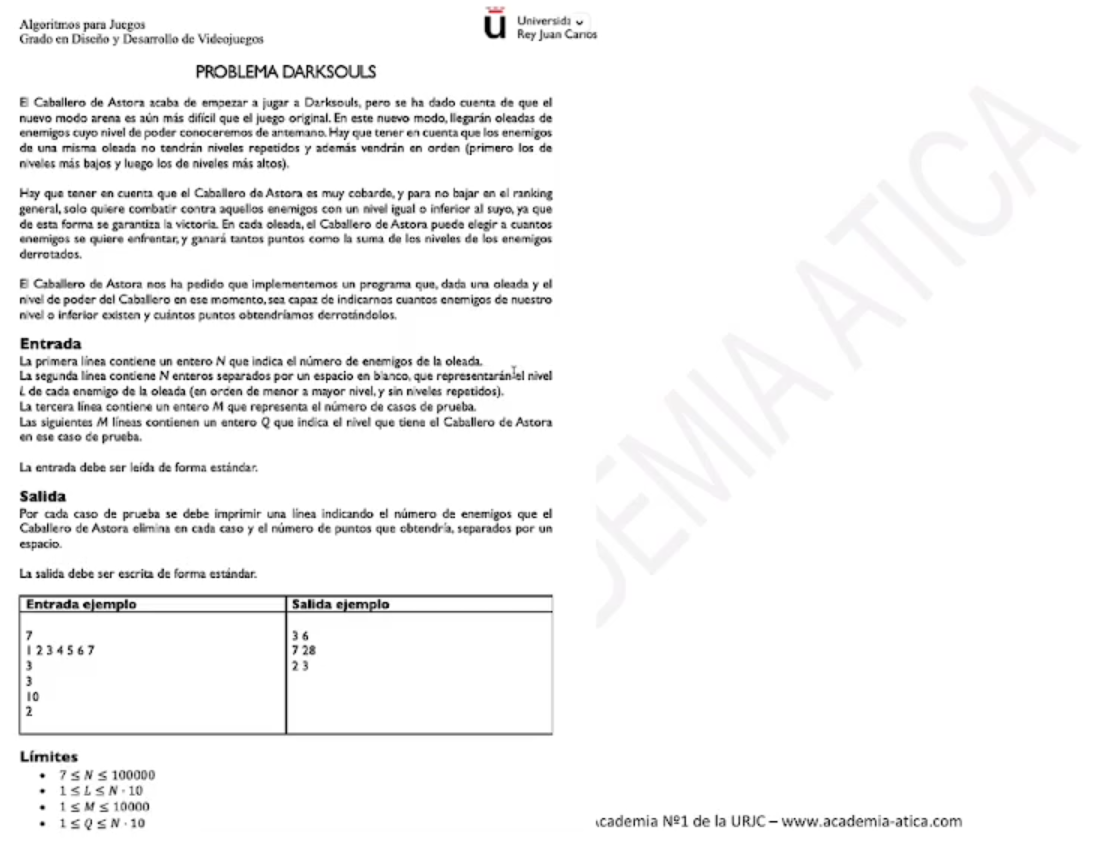 Algoritmos para Juegos
Grado en Diseño y Desarrollo de Videojuegos
Universida
Rey Juan Carlos
PROBLEMA DARKSOULS
El Caballero de Astora acaba de empezar a jugar a Darksouls, pero se ha dado cuenta de que el
nuevo modo arena es aún más difícil que el juego original. En este nuevo modo, llegarán oleadas de
enemigos cuyo nivel de poder conoceremos de antemano. Hay que tener en cuenta que los enemigos
de una misma oleada no tendrán niveles repetidos y además vendrán en orden (primero los de
niveles más bajos y luego los de niveles más altos).
Hay que tener en cuenta que el Caballero de Astora es muy cobarde, y para no bajar en el ranking
general, solo quiere combatir contra aquellos enemigos con un nivel igual o inferior al suyo, ya que
de esta forma se garantiza la victoria. En cada oleada, el Caballero de Astora puede elegir a cuantos
enemigos se quiere enfrentar, y ganará tantos puntos como la suma de los niveles de los enemigos
derrotados.
El Caballero de Astora nos ha pedido que implementemos un programa que, dada una oleada y el
nivel de poder del Caballero en ese momento, sea capaz de indicarnos cuantos enemigos de nuestro
nivel o inferior existen y cuántos puntos obtendríamos derrotándolos.
Entrada
La primera línea contiene un entero N que indica el número de enemigos de la oleada.
La segunda línea contiene N enteros separados por un espacio en blanco, que representarán el nivel
L de cada enemigo de la oleada (en orden de menor a mayor nivel, y sin niveles repetidos).
La tercera línea contiene un entero M que representa el número de casos de prueba.
Las siguientes M líneas contienen un entero Q que indica el nivel que tiene el Caballero de Astora
en ese caso de prueba.
La entrada debe ser leída de forma estándar.
Salida
Por cada caso de prueba se debe imprimir una línea indicando el número de enemigos que el
Caballero de Astora elimina en cada caso y el número de puntos que obtendría, separados por un
espacio.
La salida debe ser escrita de forma estándar.
Entrada ejemplo
7
1 2 3 4 5 6 7
3
3
10
2
Salida ejemplo
3 6
7 28
2 3
Límites
• 7 ≤ N ≤ 100000
• 1 ≤ L ≤ N · 10
• 1 ≤ M ≤ 10000
• 1 ≤ Q ≤ N · 10
DEMIA ATICA
cademia Nº1 de la URJC – www.academia-atica.com